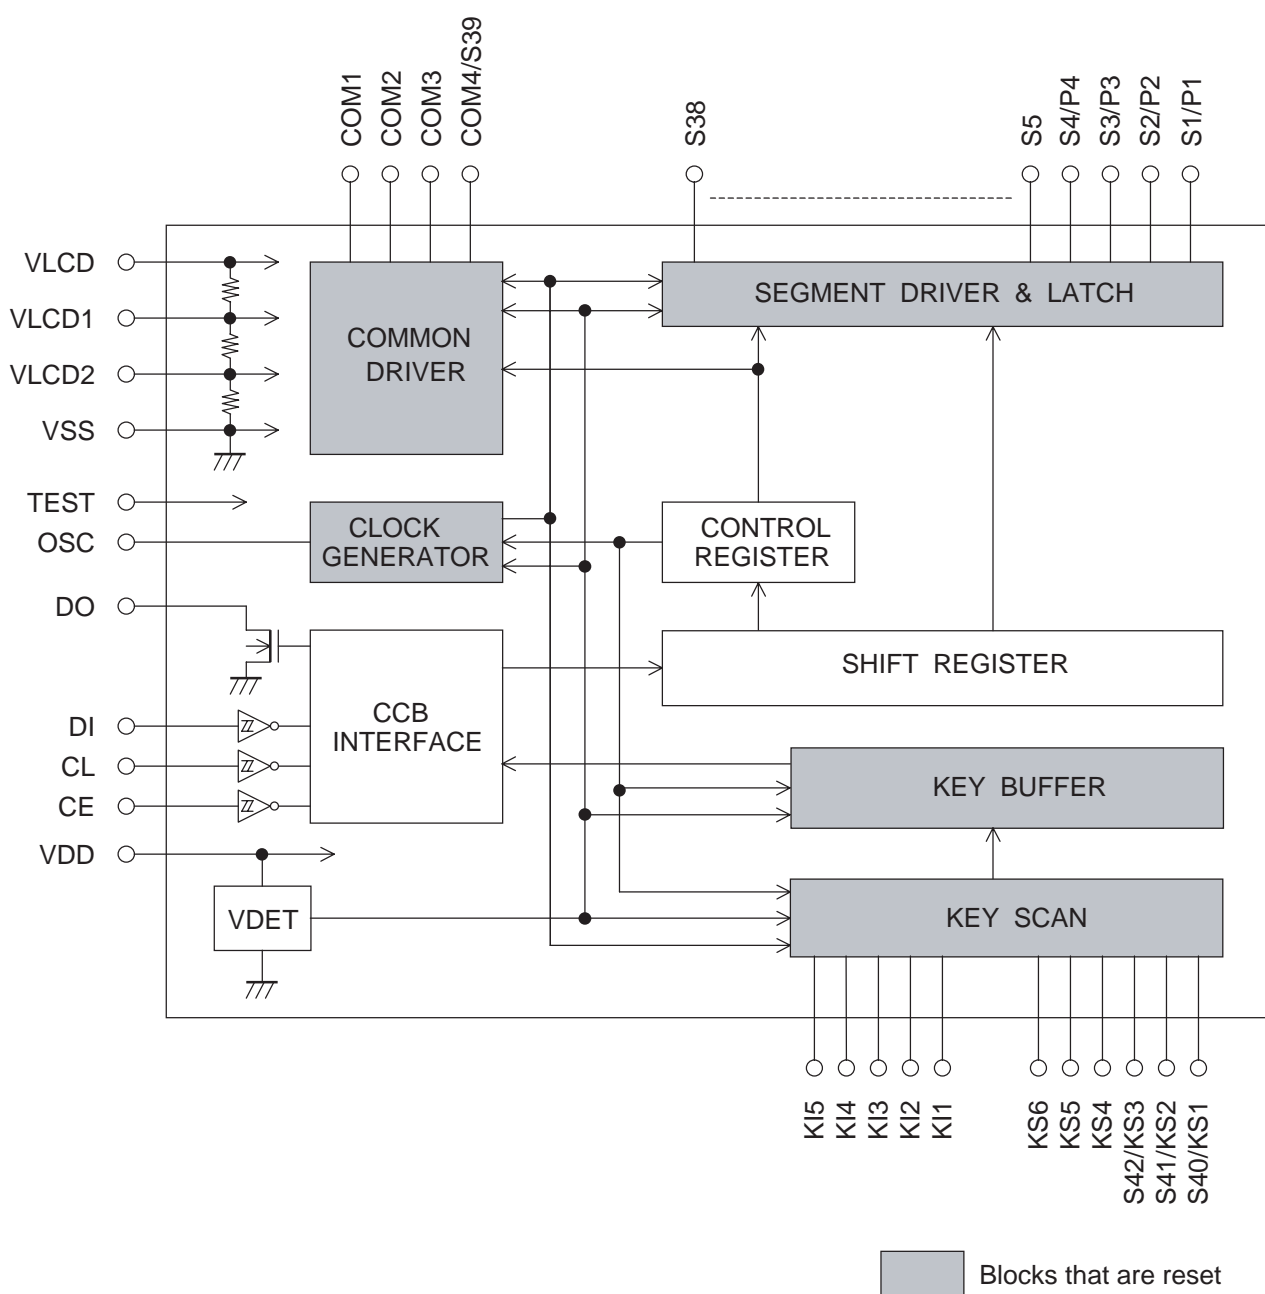 COM1
COM2
COM3
COM4/S39
S38
S5
S4/P4
S3/P3
S2/P2
S1/P1
VLCD
VLCD1
VLCD2
VSS
TEST
OSC
DO
DI
CL
CE
VDD
COMMON
DRIVER
SEGMENT DRIVER & LATCH
CLOCK
GENERATOR
CONTROL
REGISTER
SHIFT REGISTER
CCB
INTERFACE
KEY BUFFER
VDET
KEY SCAN
KI5
KI4
KI3
KI2
KI1
KS6
KS5
KS4
S42/KS3
S41/KS2
S40/KS1
Blocks that are reset